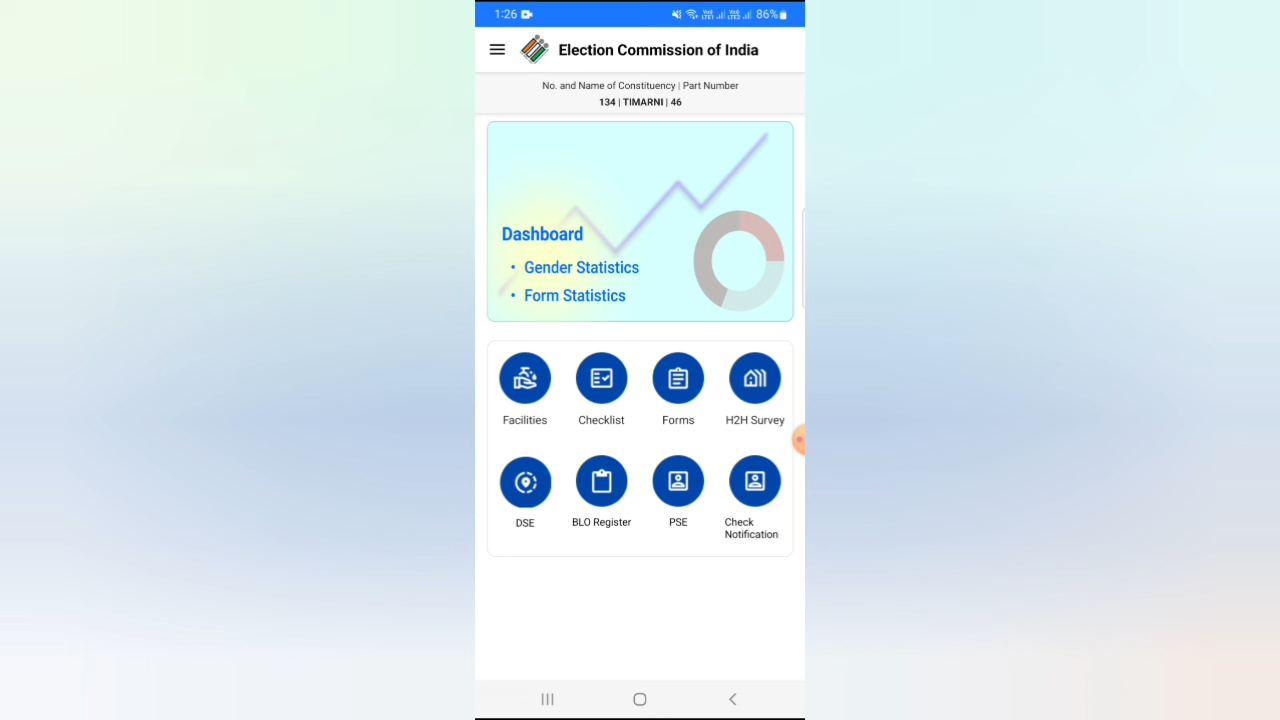 1:26 86%
Election Commission of India
No. and Name of Constituency | Part Number
134 | TIMARNI | 46
Dashboard
• Gender Statistics
• Form Statistics
Facilities Checklist Forms H2H Survey
DSE BLO Register PSE Check
Notification